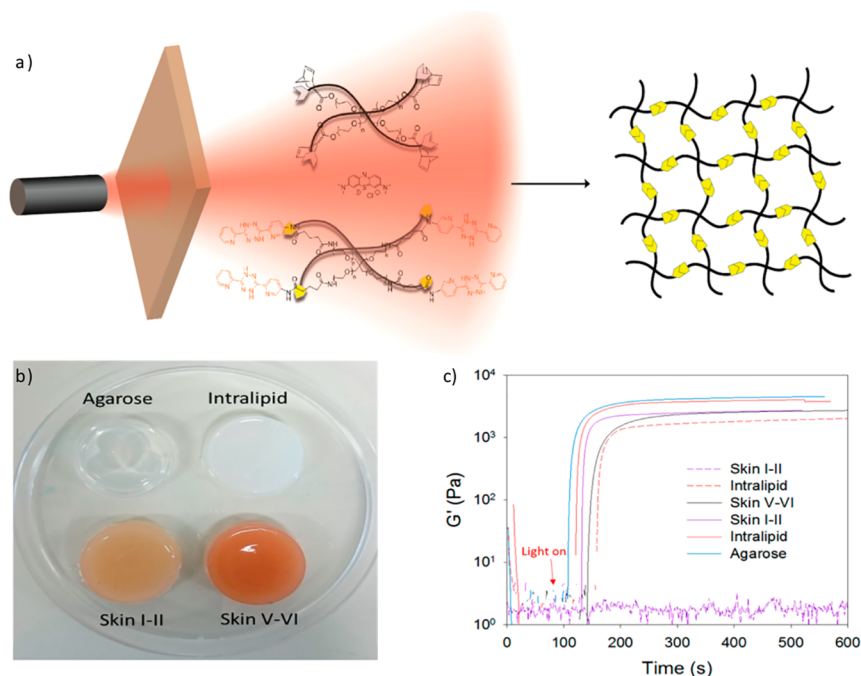 a)
b)
Agarose Intralipid
Skin I-II Skin V-VI
c)
G' (Pa)
10⁴
10³
10²
10¹
10⁰
Light on
Skin I-II
Intralipid
Skin V-VI
Skin I-II
Intralipid
Agarose
0 100 200 300 400 500 600
Time (s)